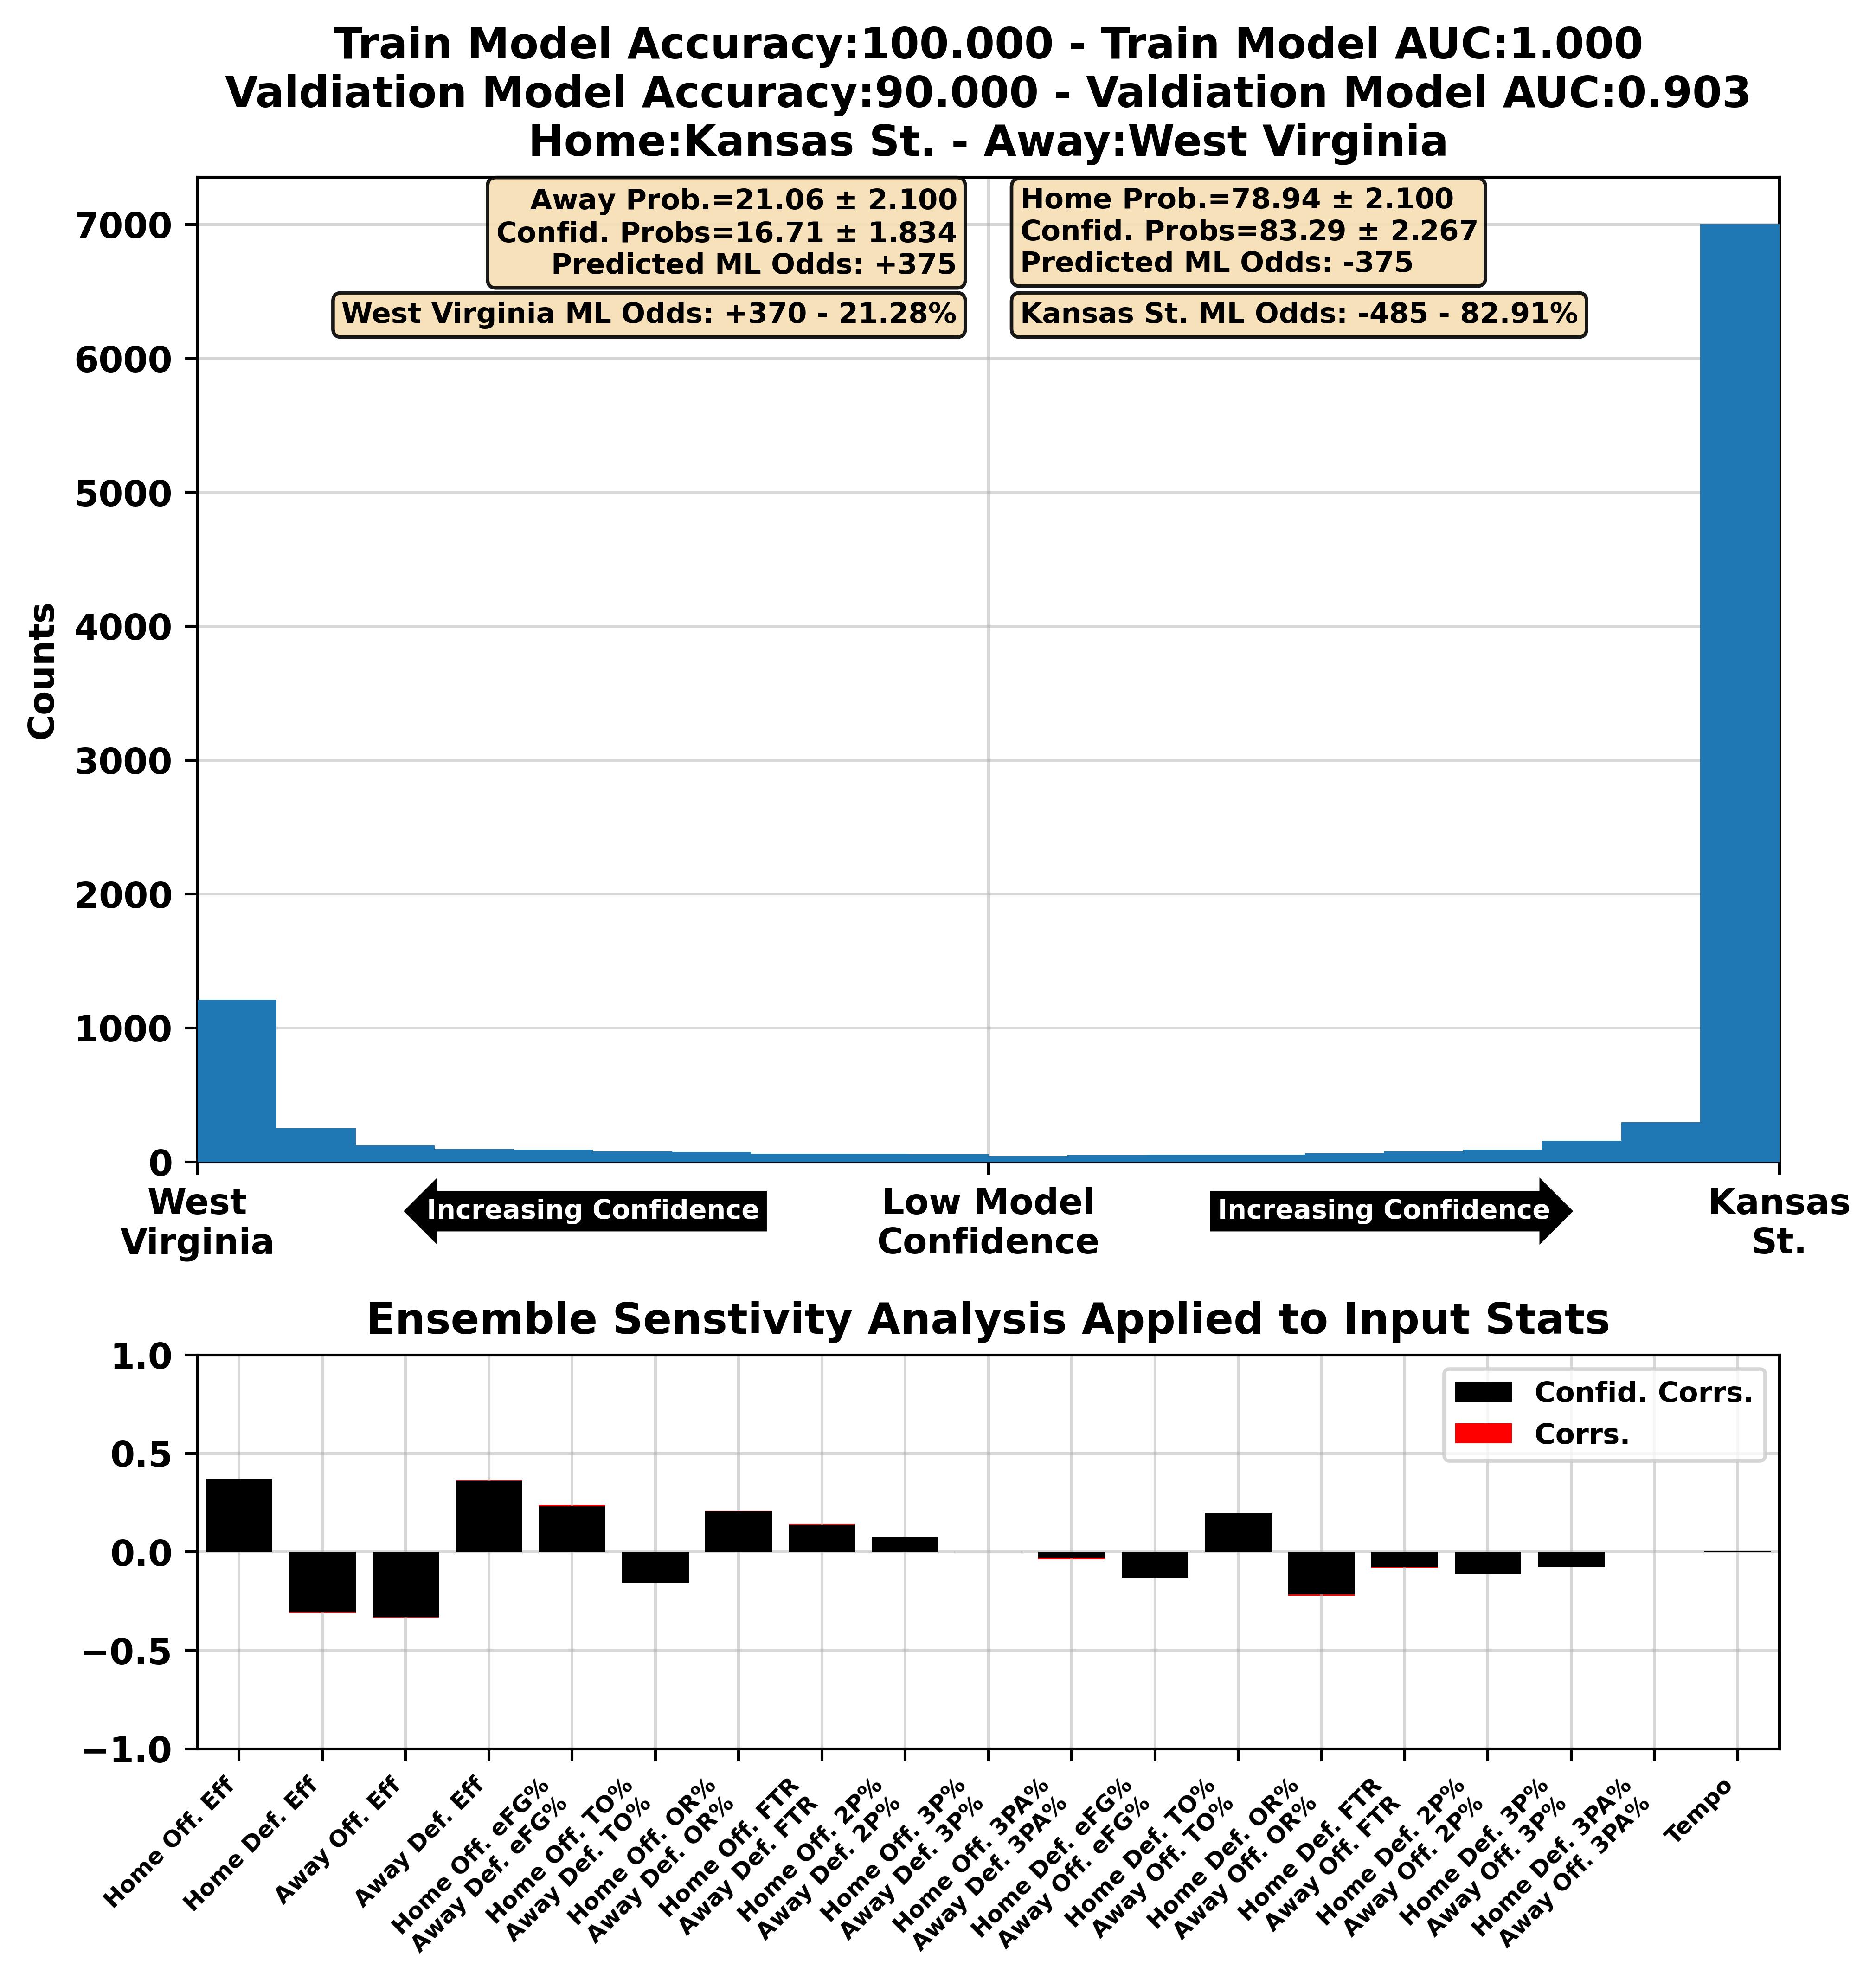 Train Model Accuracy:100.000 - Train Model AUC:1.000
Valdiation Model Accuracy:90.000 - Valdiation Model AUC:0.903
Home:Kansas St. - Away:West Virginia
Away Prob.=21.06 ± 2.100
Confid. Probs=16.71 ± 1.834
Predicted ML Odds: +375
Home Prob.=78.94 ± 2.100
Confid. Probs=83.29 ± 2.267
Predicted ML Odds: -375
West Virginia ML Odds: +370 - 21.28%
Kansas St. ML Odds: -485 - 82.91%
Counts
7000
6000
5000
4000
3000
2000
1000
0
West
Virginia
Increasing Confidence
Low Model
Confidence
Increasing Confidence
Kansas
St.
Ensemble Senstivity Analysis Applied to Input Stats
1.0
0.5
0.0
−0.5
−1.0
Confid. Corrs.
Corrs.
Home Off. Eff
Home Def. Eff
Away Off. Eff
Away Def. Eff
Home Off. eFG%
Away Def. eFG%
Home Off. TO%
Away Def. TO%
Home Off. OR%
Away Def. OR%
Home Off. FTR
Away Def. FTR
Home Off. 2P%
Away Def. 2P%
Home Off. 3P%
Away Def. 3P%
Home Off. 3PA%
Away Def. 3PA%
Home Def. eFG%
Away Off. eFG%
Home Def. TO%
Away Off. TO%
Home Def. OR%
Away Off. OR%
Home Def. FTR
Away Off. FTR
Home Def. 2P%
Away Off. 2P%
Home Def. 3P%
Away Off. 3P%
Home Def. 3PA%
Away Off. 3PA%
Tempo